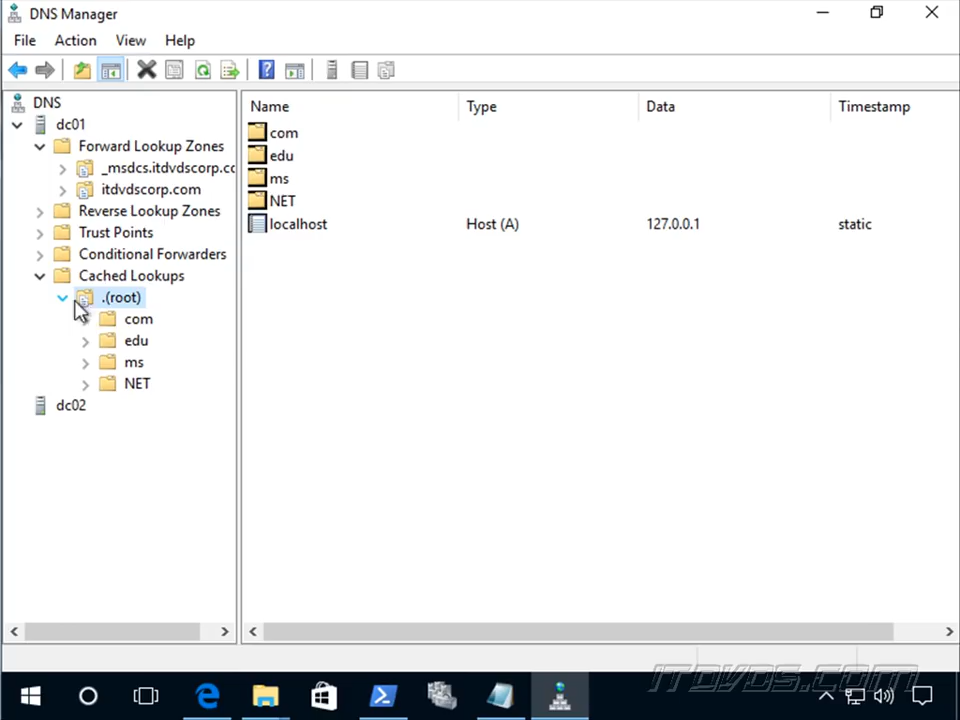 DNS Manager
File Action View Help
DNS
dc01
Forward Lookup Zones
_msdcs.itdvdscorp.cc
itdvdscorp.com
Reverse Lookup Zones
Trust Points
Conditional Forwarders
Cached Lookups
.(root)
com
edu
ms
NET
dc02
Name Type Data Timestamp
com
edu
ms
NET
localhost Host (A) 127.0.0.1 static
ITDVDS.com